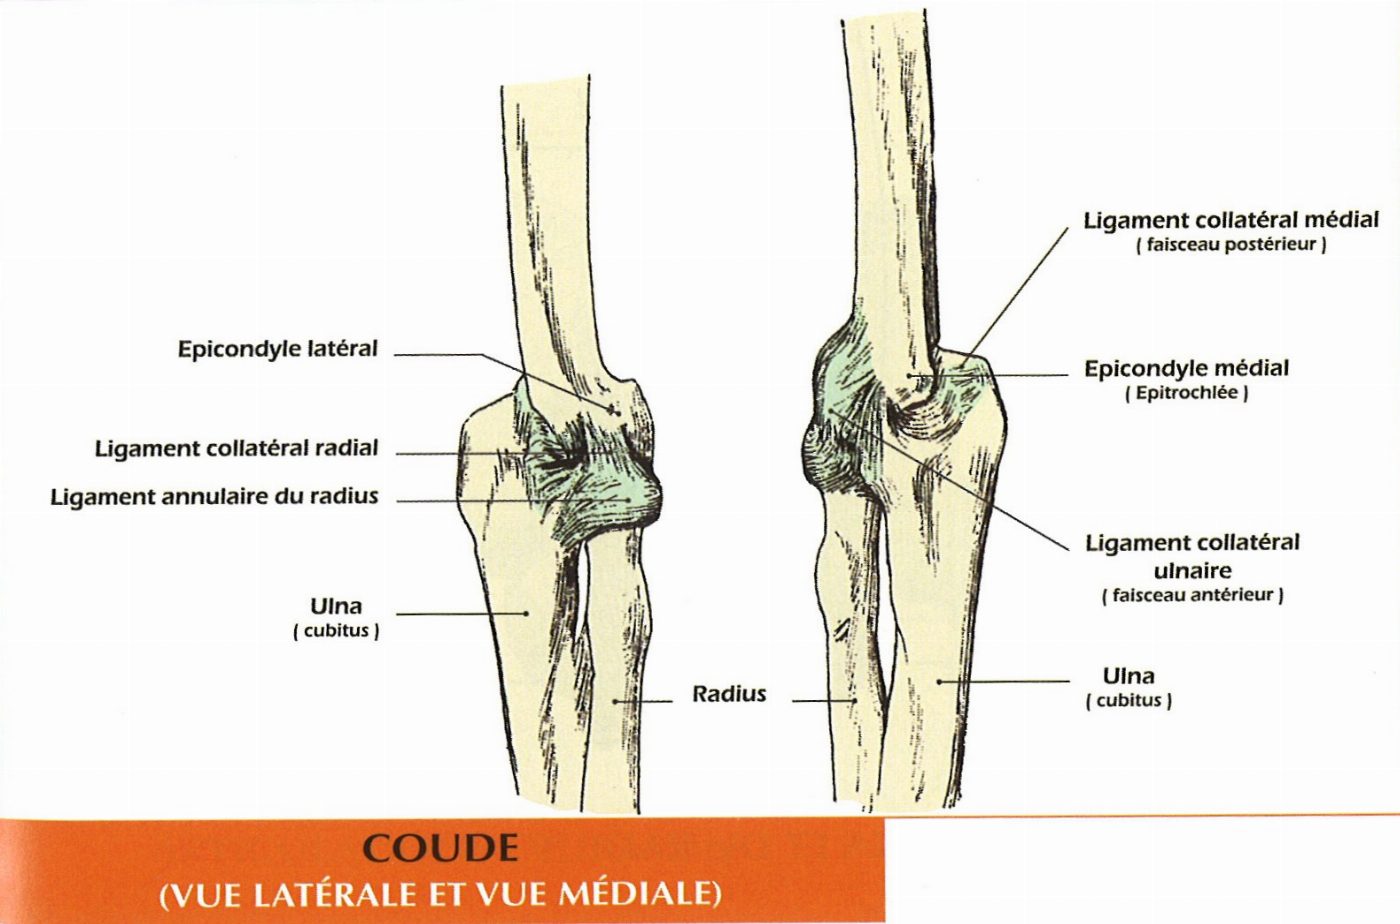 Epicondyle latéral
Ligament collatéral radial
Ligament annulaire du radius
Ulna
( cubitus )
Radius
Ligament collatéral médial
( faisceau postérieur )
Epicondyle médial
( Epitrochlée )
Ligament collatéral
ulnaire
( faisceau antérieur )
Ulna
( cubitus )
COUDE
(VUE LATÉRALE ET VUE MÉDIALE)